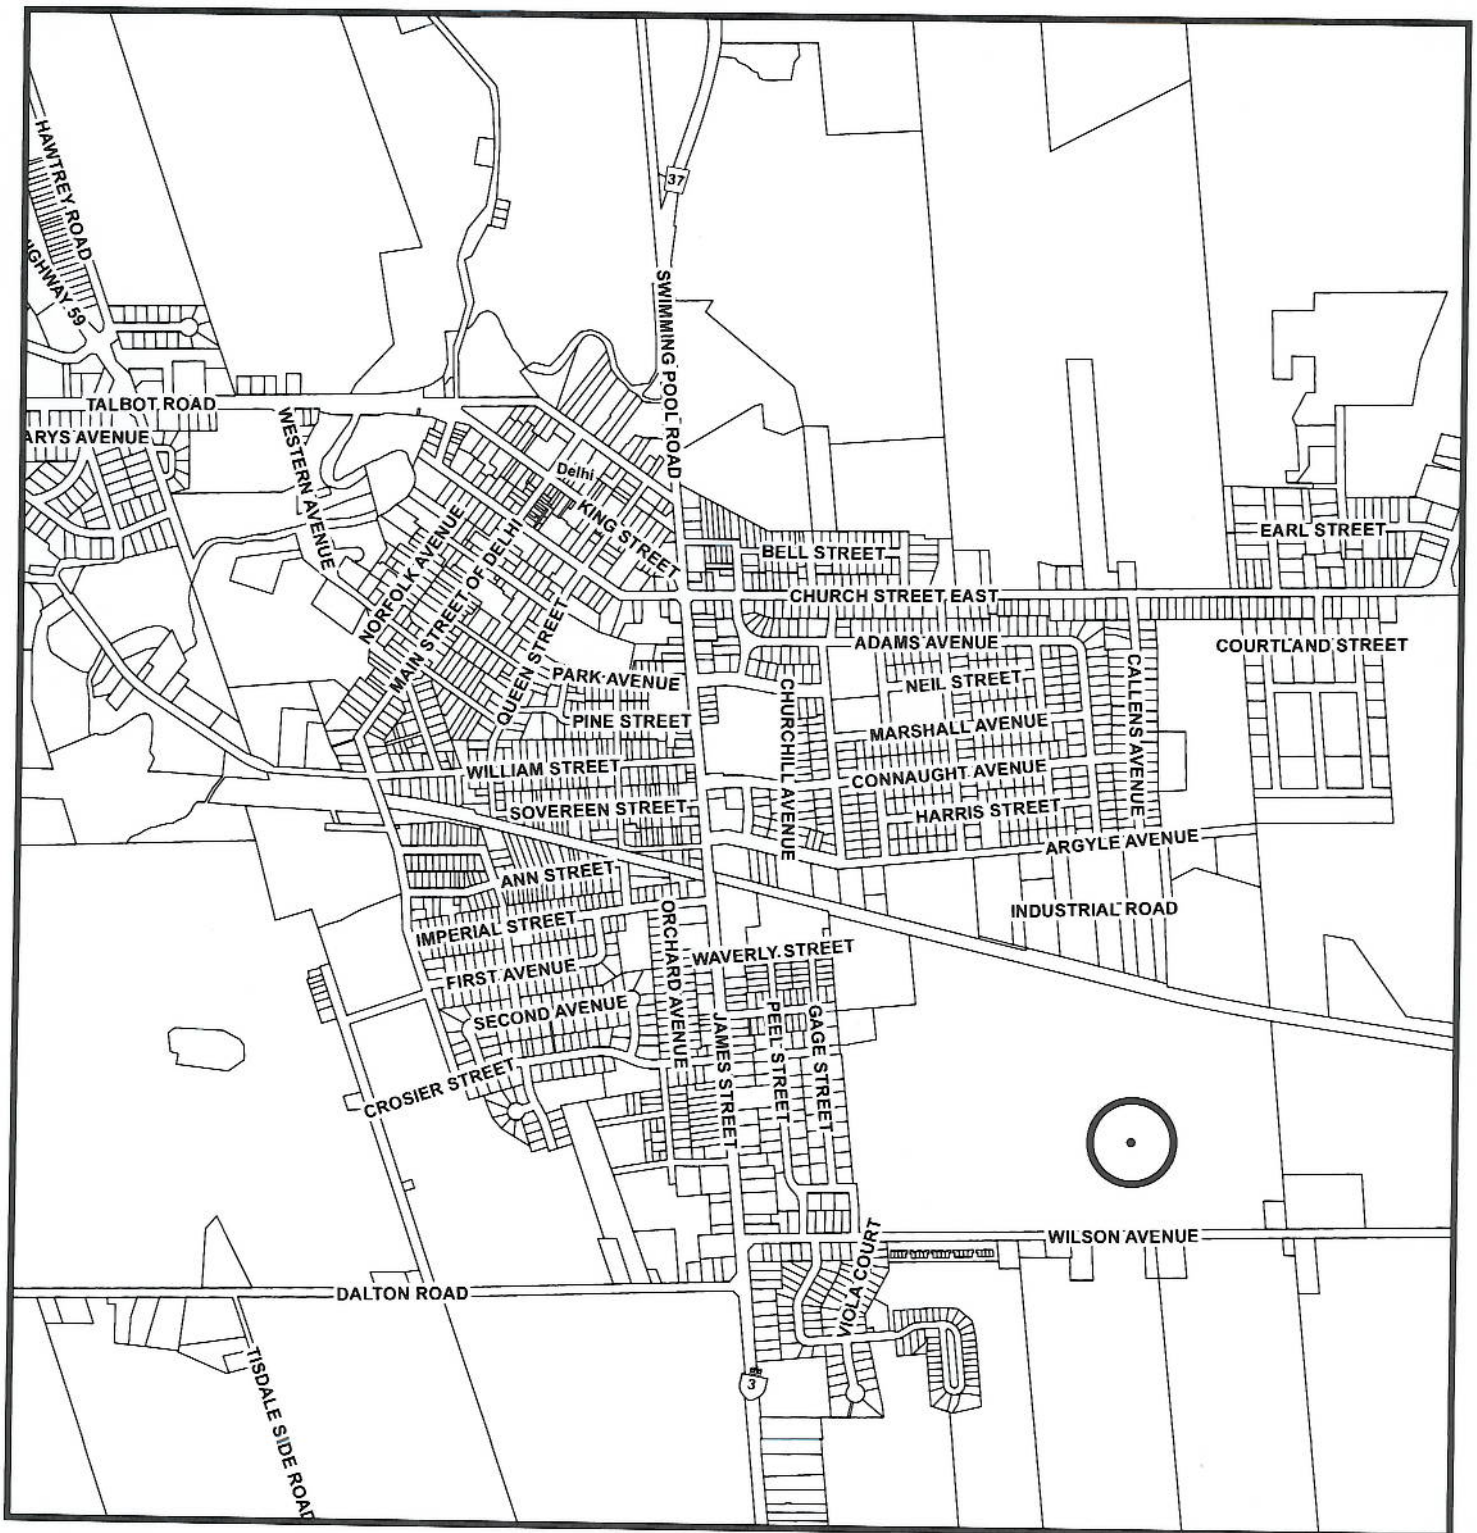 37
HAWTREY ROAD
HIGHWAY 59
SWIMMING POOL ROAD
TALBOT ROAD
ARYS AVENUE
WESTERN AVENUE
Delhi
KING STREET
NORFOLK AVENUE
MAIN STREET OF DELHI
QUEEN STREET
BELL STREET
EARL STREET
CHURCH STREET EAST
ADAMS AVENUE
COURTLAND STREET
PARK AVENUE
NEIL STREET
CHURCHILL AVENUE
CALLENS AVENUE
PINE STREET
MARSHALL AVENUE
WILLIAM STREET
CONNAUGHT AVENUE
SOVEREEN STREET
HARRIS STREET
ARGYLE AVENUE
ANN STREET
INDUSTRIAL ROAD
IMPERIAL STREET
ORCHARD AVENUE
WAVERLY STREET
FIRST AVENUE
SECOND AVENUE
JAMES STREET
PEEL STREET
GAGE STREET
CROSIER STREET
WILSON AVENUE
VIOLA COURT
DALTON ROAD
3
TISDALE SIDE ROAD